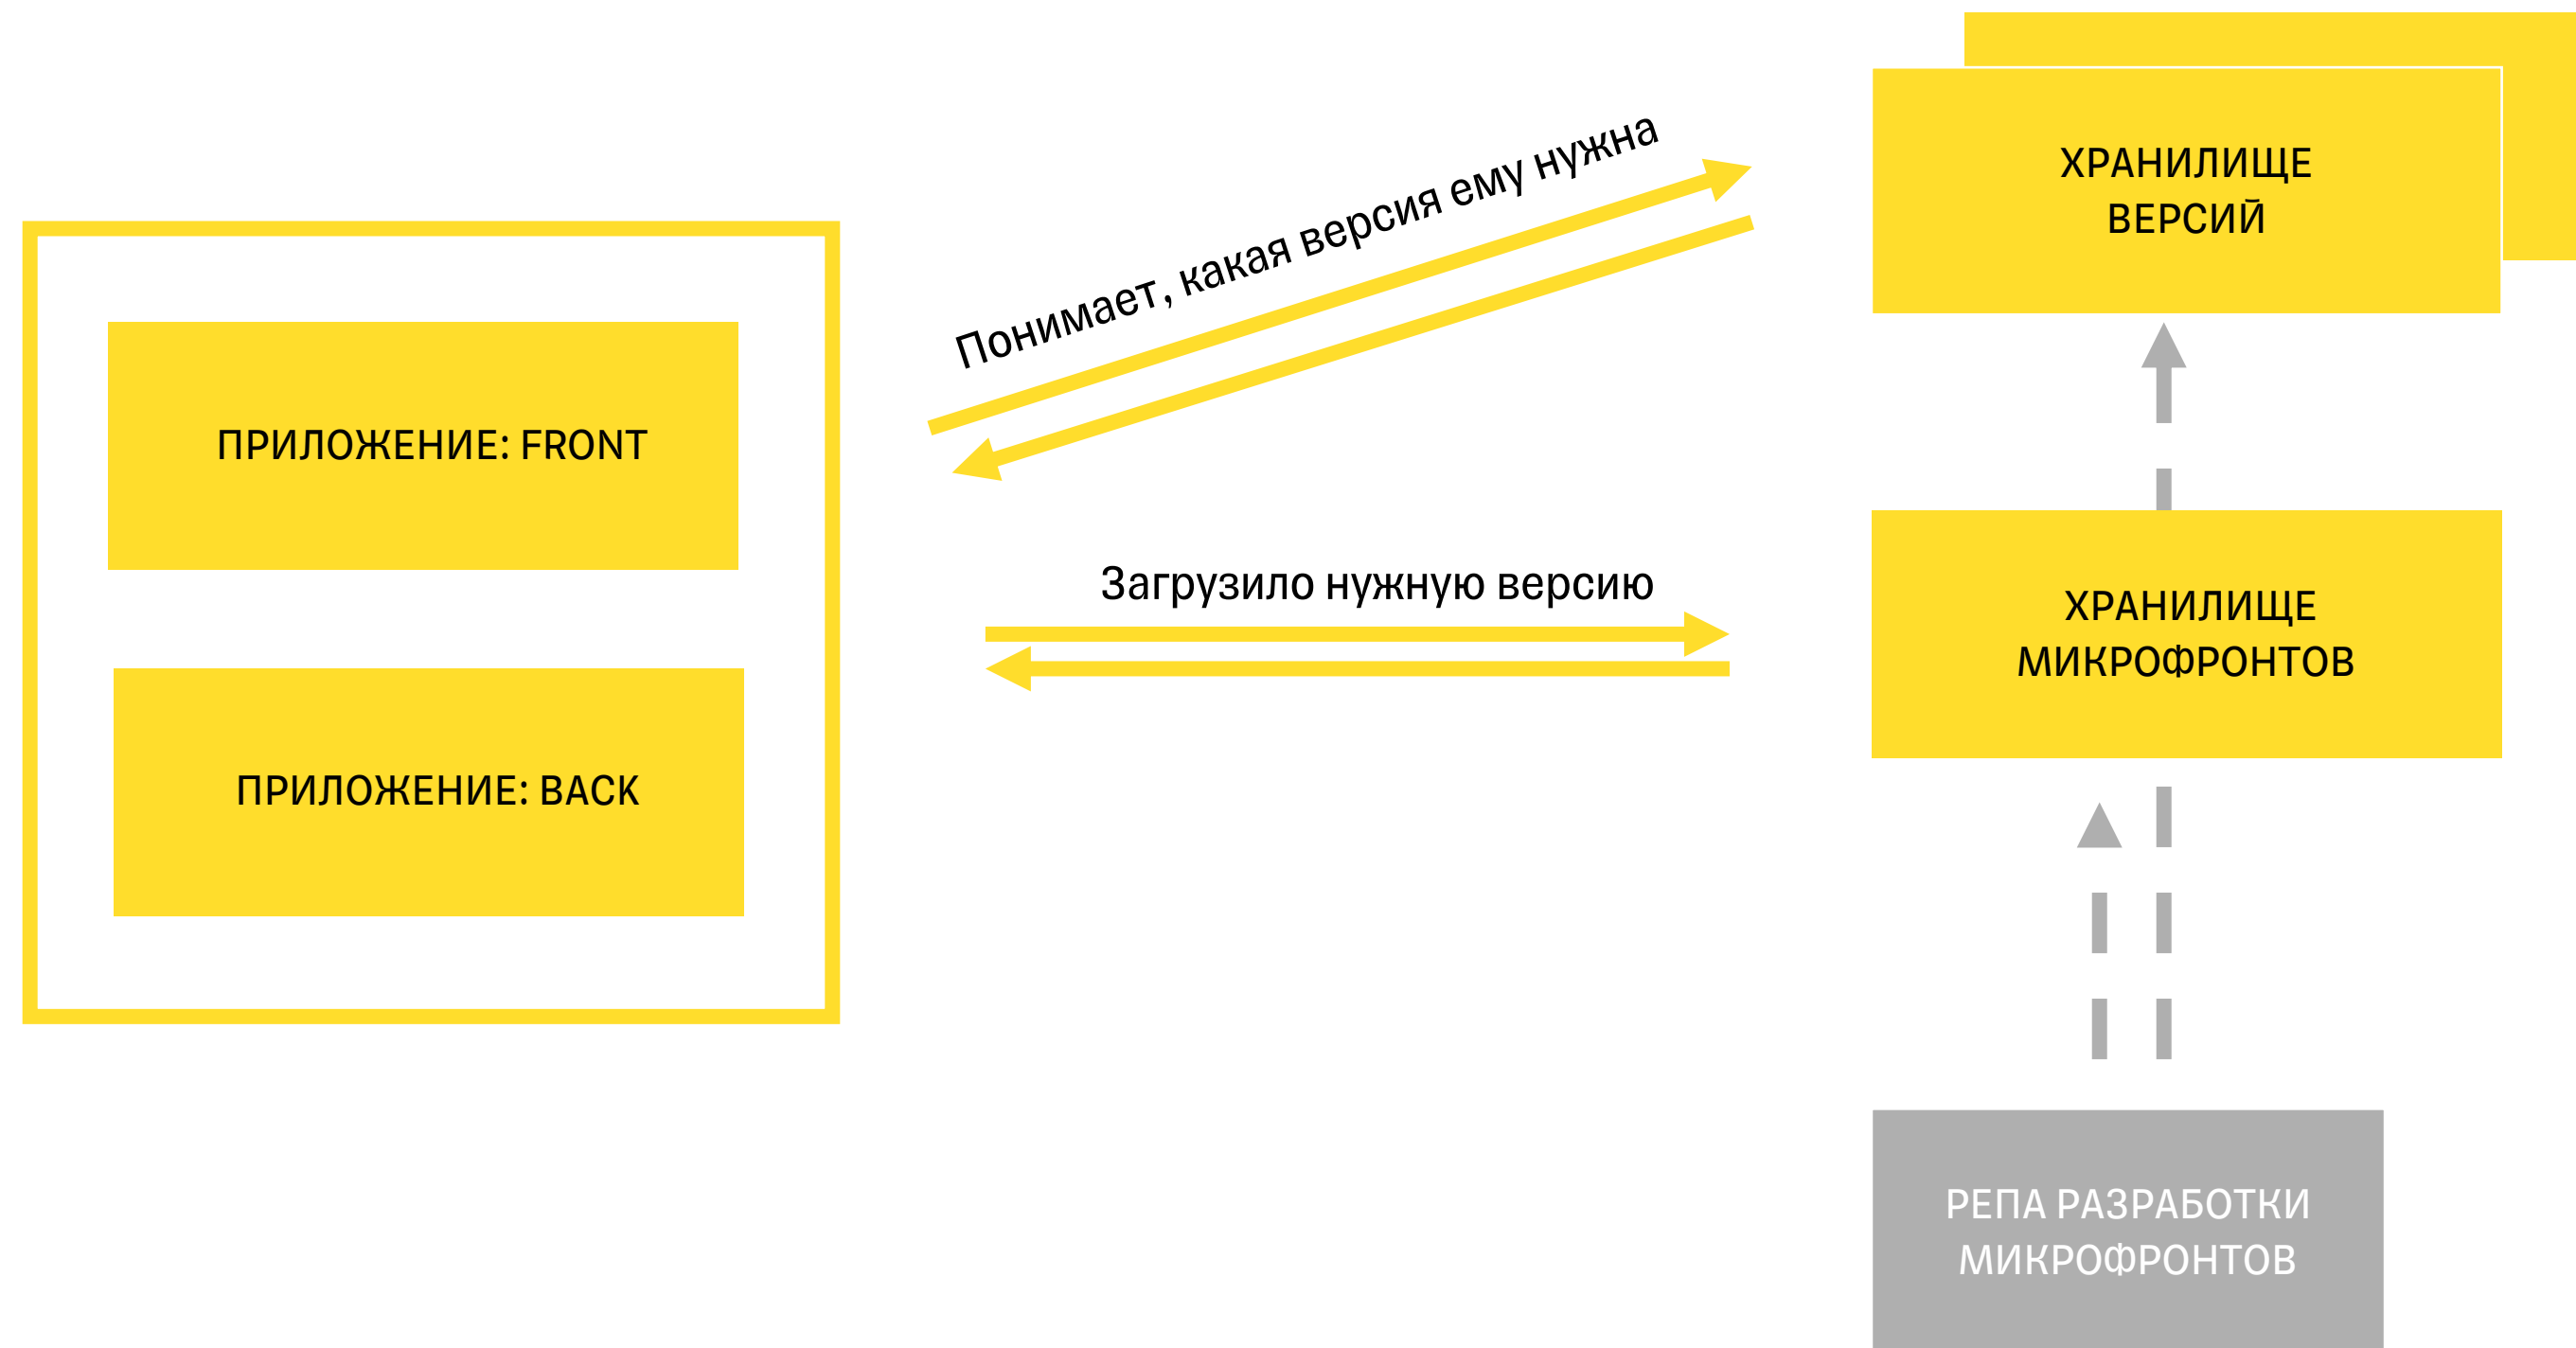 Понимает, какая версия ему нужна
ХРАНИЛИЩЕ
ВЕРСИЙ
ПРИЛОЖЕНИЕ: FRONT
Загрузило нужную версию
ХРАНИЛИЩЕ
МИКРОФРОНТОВ
ПРИЛОЖЕНИЕ: BACK
РЕПА РАЗРАБОТКИ
МИКРОФРОНТОВ